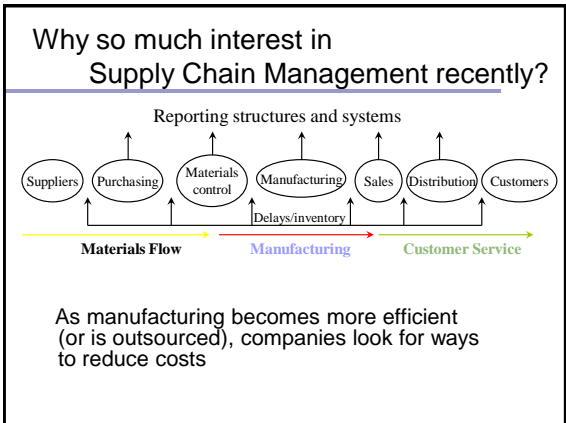 Why so much interest in
Supply Chain Management recently?
Reporting structures and systems
Suppliers Purchasing Materials control Manufacturing Sales Distribution Customers
Delays/inventory
Materials Flow Manufacturing Customer Service
As manufacturing becomes more efficient
(or is outsourced), companies look for ways
to reduce costs